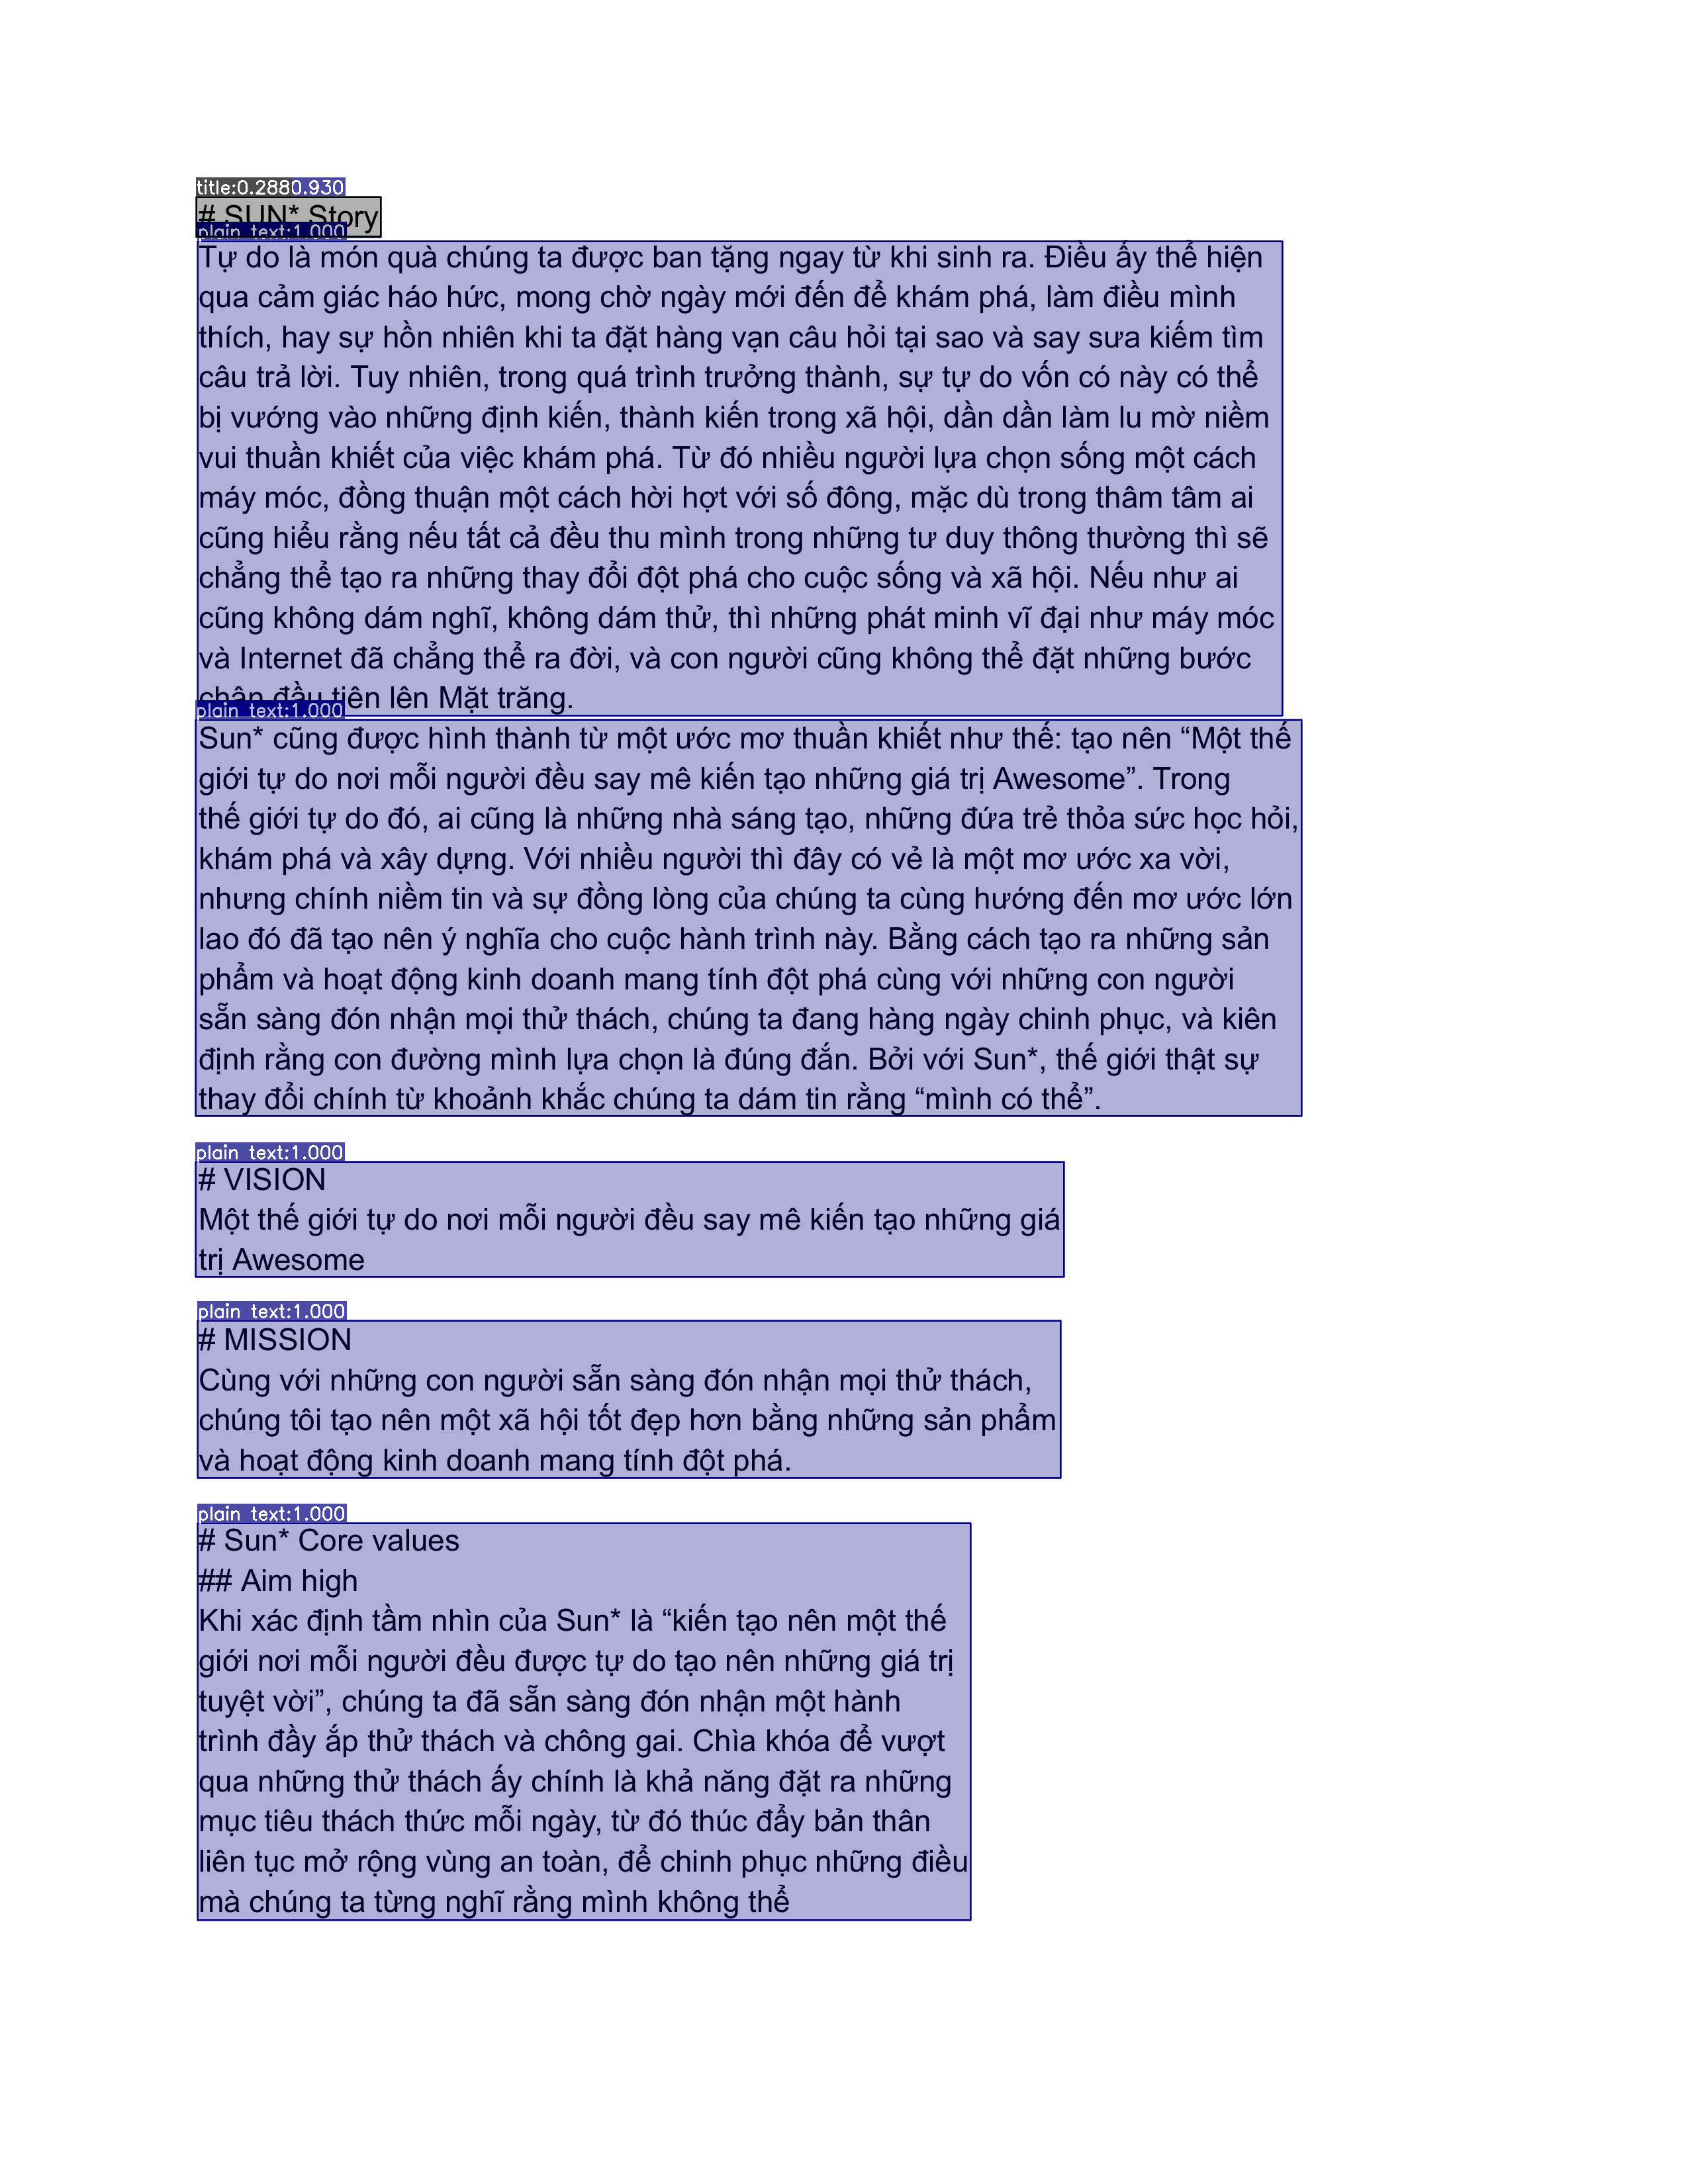 title:0.2880.930
# SUN* Story
plain text:1.000
Tự do là món quà chúng ta được ban tặng ngay từ khi sinh ra. Điều ấy thể hiện
qua cảm giác háo hức, mong chờ ngày mới đến để khám phá, làm điều mình
thích, hay sự hồn nhiên khi ta đặt hàng vạn câu hỏi tại sao và say sưa kiếm tìm
câu trả lời. Tuy nhiên, trong quá trình trưởng thành, sự tự do vốn có này có thể
bị vướng vào những định kiến, thành kiến trong xã hội, dần dần làm lu mờ niềm
vui thuần khiết của việc khám phá. Từ đó nhiều người lựa chọn sống một cách
máy móc, đồng thuận một cách hời hợt với số đông, mặc dù trong thâm tâm ai
cũng hiểu rằng nếu tất cả đều thu mình trong những tư duy thông thường thì sẽ
chẳng thể tạo ra những thay đổi đột phá cho cuộc sống và xã hội. Nếu như ai
cũng không dám nghĩ, không dám thử, thì những phát minh vĩ đại như máy móc
và Internet đã chẳng thể ra đời, và con người cũng không thể đặt những bước
chân đầu tiên lên Mặt trăng.
plain text:1.000
Sun* cũng được hình thành từ một ước mơ thuần khiết như thế: tạo nên “Một thế
giới tự do nơi mỗi người đều say mê kiến tạo những giá trị Awesome”. Trong
thế giới tự do đó, ai cũng là những nhà sáng tạo, những đứa trẻ thỏa sức học hỏi,
khám phá và xây dựng. Với nhiều người thì đây có vẻ là một mơ ước xa vời,
nhưng chính niềm tin và sự đồng lòng của chúng ta cùng hướng đến mơ ước lớn
lao đó đã tạo nên ý nghĩa cho cuộc hành trình này. Bằng cách tạo ra những sản
phẩm và hoạt động kinh doanh mang tính đột phá cùng với những con người
sẵn sàng đón nhận mọi thử thách, chúng ta đang hàng ngày chinh phục, và kiên
định rằng con đường mình lựa chọn là đúng đắn. Bởi với Sun*, thế giới thật sự
thay đổi chính từ khoảnh khắc chúng ta dám tin rằng “mình có thể”.
plain text:1.000
# VISION
Một thế giới tự do nơi mỗi người đều say mê kiến tạo những giá
trị Awesome
plain text:1.000
# MISSION
Cùng với những con người sẵn sàng đón nhận mọi thử thách,
chúng tôi tạo nên một xã hội tốt đẹp hơn bằng những sản phẩm
và hoạt động kinh doanh mang tính đột phá.
plain text:1.000
# Sun* Core values
## Aim high
Khi xác định tầm nhìn của Sun* là “kiến tạo nên một thế
giới nơi mỗi người đều được tự do tạo nên những giá trị
tuyệt vời”, chúng ta đã sẵn sàng đón nhận một hành
trình đầy ắp thử thách và chông gai. Chìa khóa để vượt
qua những thử thách ấy chính là khả năng đặt ra những
mục tiêu thách thức mỗi ngày, từ đó thúc đẩy bản thân
liên tục mở rộng vùng an toàn, để chinh phục những điều
mà chúng ta từng nghĩ rằng mình không thể